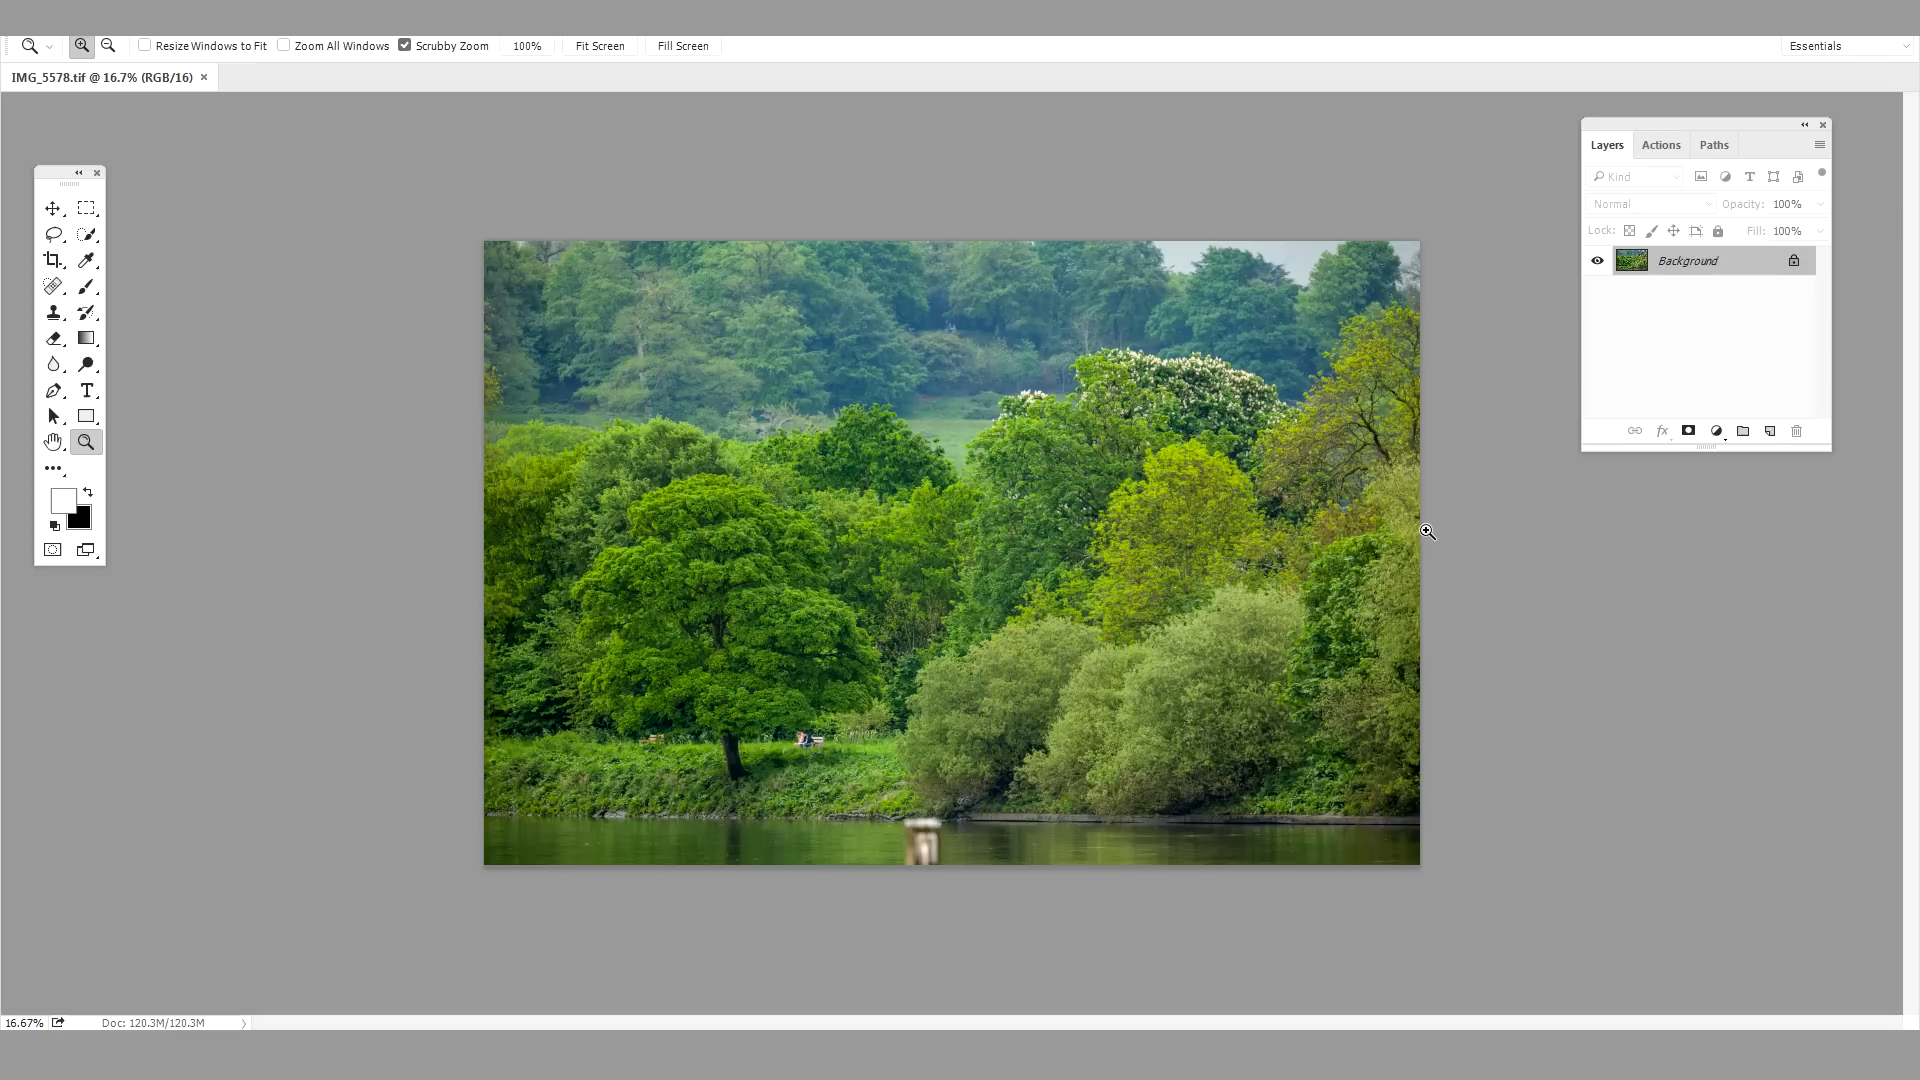 Resize Windows to Fit Zoom All Windows Scrubby Zoom 100% Fit Screen Fill Screen Essentials
IMG_5578.tif @ 16.7% (RGB/16) ×
Layers Actions Paths
Kind
Normal Opacity: 100%
Lock: Fill: 100%
Background
fx
16.67% Doc: 120.3M/120.3M